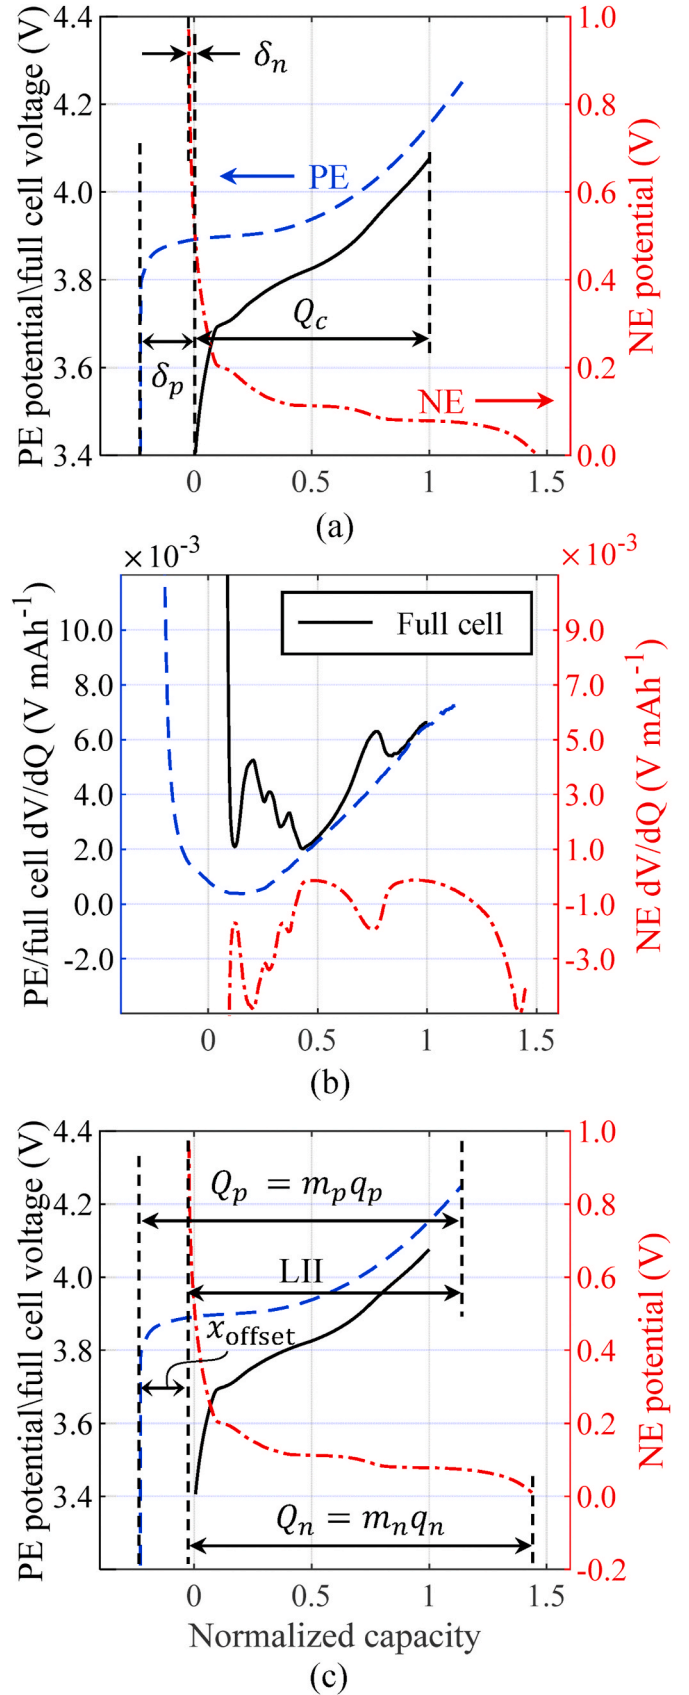 PE potential\full cell voltage (V)
4.4
4.2
4.0
3.8
3.6
3.4
δₙ
PE
Q_c
δₚ
NE
1.0
0.8
0.6
0.4
0.2
0.0
NE potential (V)
0 0.5 1 1.5
(a)
×10⁻³
×10⁻³
PE/full cell dV/dQ (V mAh⁻¹)
10.0
8.0
6.0
4.0
2.0
0.0
-2.0
Full cell
9.0
7.0
5.0
3.0
1.0
-1.0
-3.0
NE dV/dQ (V mAh⁻¹)
0 0.5 1 1.5
(b)
PE potential\full cell voltage (V)
4.4
4.2
4.0
3.8
3.6
3.4
Qₚ = mₚqₚ
LII
x_offset
Qₙ = mₙqₙ
1.0
0.8
0.6
0.4
0.2
0.0
-0.2
NE potential (V)
0 0.5 1 1.5
Normalized capacity
(c)